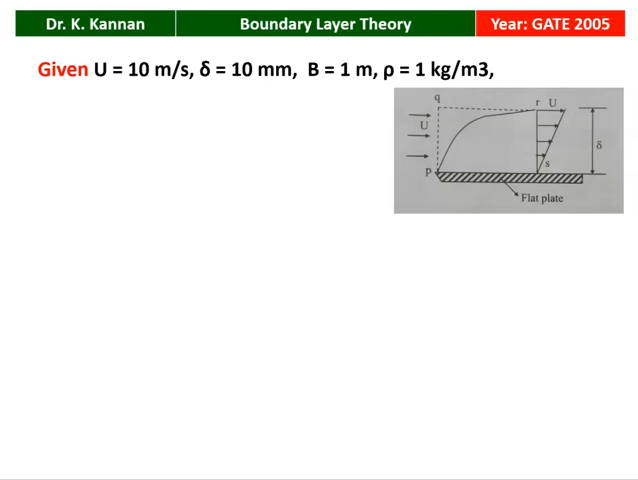 Dr. K. Kannan
Boundary Layer Theory
Year: GATE 2005
Given U = 10 m/s, δ = 10 mm, B = 1 m, ρ = 1 kg/m3,
q
r U
U
δ
s
p
Flat plate